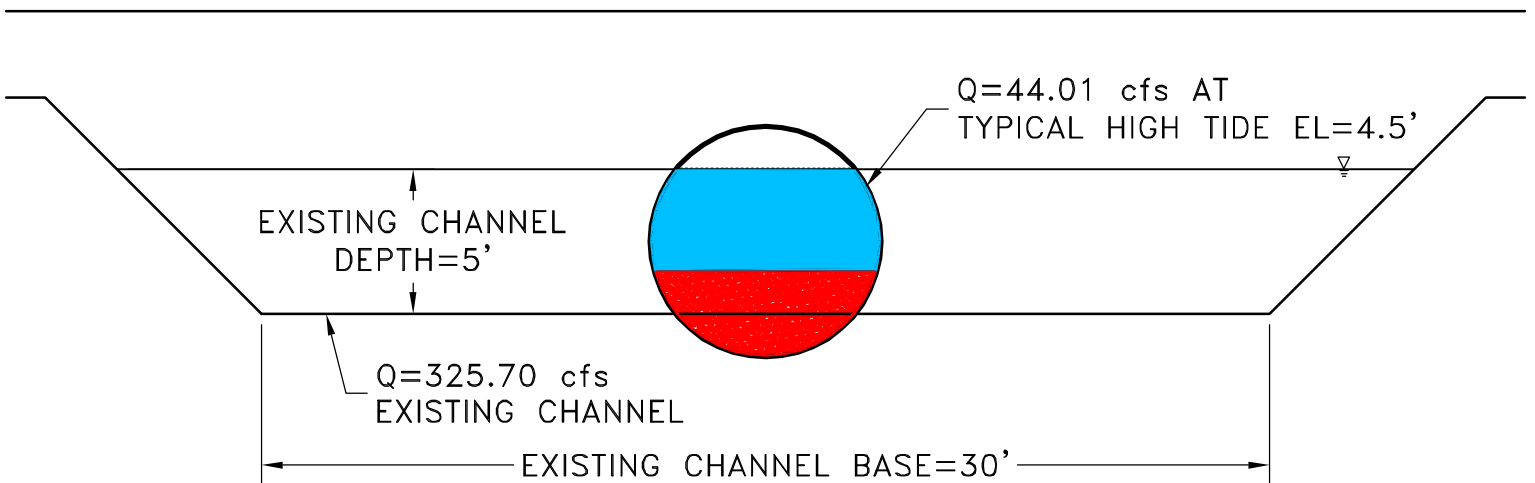 Q=44.01 cfs AT
TYPICAL HIGH TIDE EL=4.5'
EXISTING CHANNEL
DEPTH=5'
Q=325.70 cfs
EXISTING CHANNEL
EXISTING CHANNEL BASE=30'